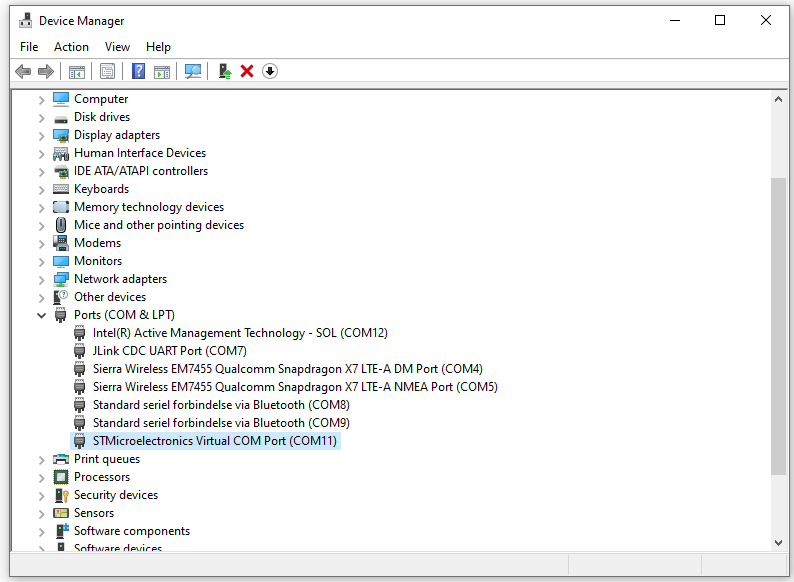 Device Manager
File Action View Help
Computer
Disk drives
Display adapters
Human Interface Devices
IDE ATA/ATAPI controllers
Keyboards
Memory technology devices
Mice and other pointing devices
Modems
Monitors
Network adapters
Other devices
Ports (COM & LPT)
Intel(R) Active Management Technology - SOL (COM12)
JLink CDC UART Port (COM7)
Sierra Wireless EM7455 Qualcomm Snapdragon X7 LTE-A DM Port (COM4)
Sierra Wireless EM7455 Qualcomm Snapdragon X7 LTE-A NMEA Port (COM5)
Standard seriel forbindelse via Bluetooth (COM8)
Standard seriel forbindelse via Bluetooth (COM9)
STMicroelectronics Virtual COM Port (COM11)
Print queues
Processors
Security devices
Sensors
Software components
Software devices